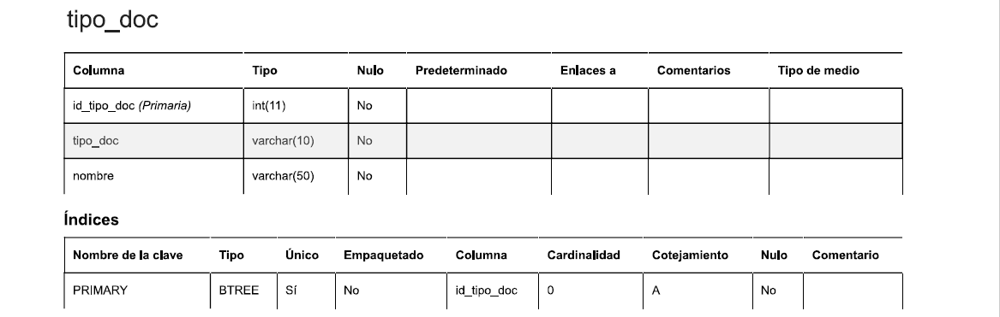 tipo_doc
Columna Tipo Nulo Predeterminado Enlaces a Comentarios Tipo de medio
id_tipo_doc (Primaria) int(11) No
tipo_doc varchar(10) No
nombre varchar(50) No
Índices
Nombre de la clave Tipo Único Empaquetado Columna Cardinalidad Cotejamiento Nulo Comentario
PRIMARY BTREE Sí No id_tipo_doc 0 A No